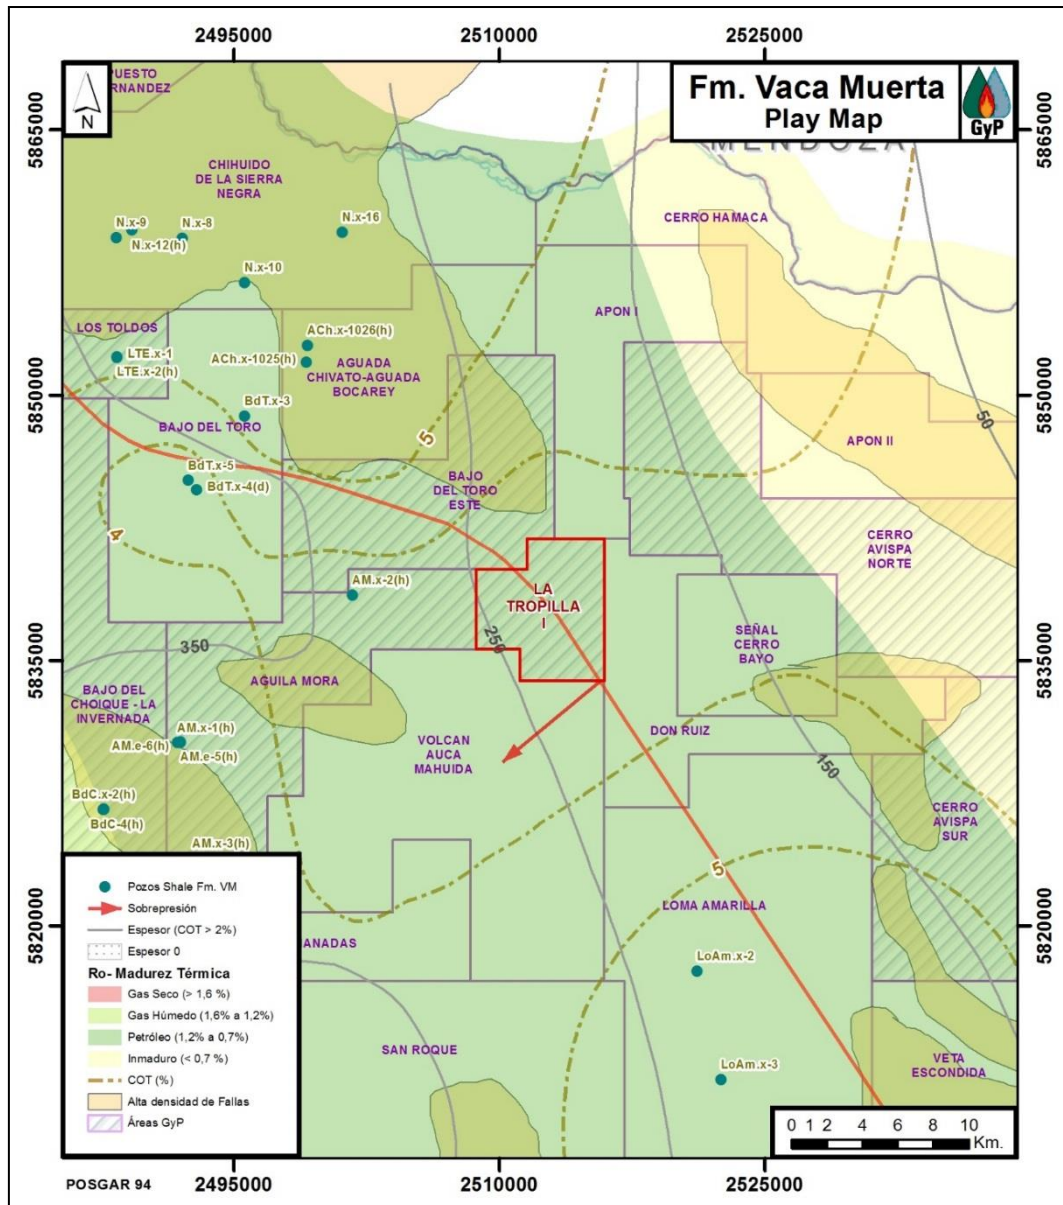 2495000
2510000
2525000
Fm. Vaca Muerta
Play Map
GyP
N
5865000
5865000
PUESTO
RNANDEZ
MENDOZA
CHIHUIDO
DE LA SIERRA
NEGRA
N.x-9
N.x-8
N.x-12(h)
N.x-16
N.x-10
CERRO HAMACA
APON I
LOS TOLDOS
LTE.x-1
LTE.x-2(h)
ACh.x-1026(h)
ACh.x-1025(h)
AGUADA
CHIVATO-AGUADA
BOCAREY
5850000
5850000
50
BdT.x-3
BAJO DEL TORO
5
APON II
BdT.x-5
BdT.x-4(d)
BAJO
DEL TORO
ESTE
4
CERRO
AVISPA
NORTE
AM.x-2(h)
LA
TROPILLA
I
250
350
SEÑAL
CERRO
BAYO
5835000
5835000
BAJO DEL
CHOIQUE - LA
INVERNADA
AGUILA MORA
AM.x-1(h)
AM.e-6(h)
AM.e-5(h)
VOLCAN
AUCA
MAHUIDA
DON RUIZ
150
BdC.x-2(h)
BdC-4(h)
AM.x-3(h)
CERRO
AVISPA
SUR
5
LOMA AMARILLA
5820000
5820000
ANADAS
LoAm.x-2
SAN ROQUE
LoAm.x-3
VETA
ESCONDIDA
Pozos Shale Fm. VM
Sobrepresión
Espesor (COT > 2%)
Espesor 0
Ro- Madurez Térmica
Gas Seco (> 1,6 %)
Gas Húmedo (1,6% a 1,2%)
Petróleo (1,2% a 0,7%)
Inmaduro (< 0,7 %)
COT (%)
Alta densidad de Fallas
Áreas GyP
0 1 2 4 6 8 10
Km.
POSGAR 94
2495000
2510000
2525000